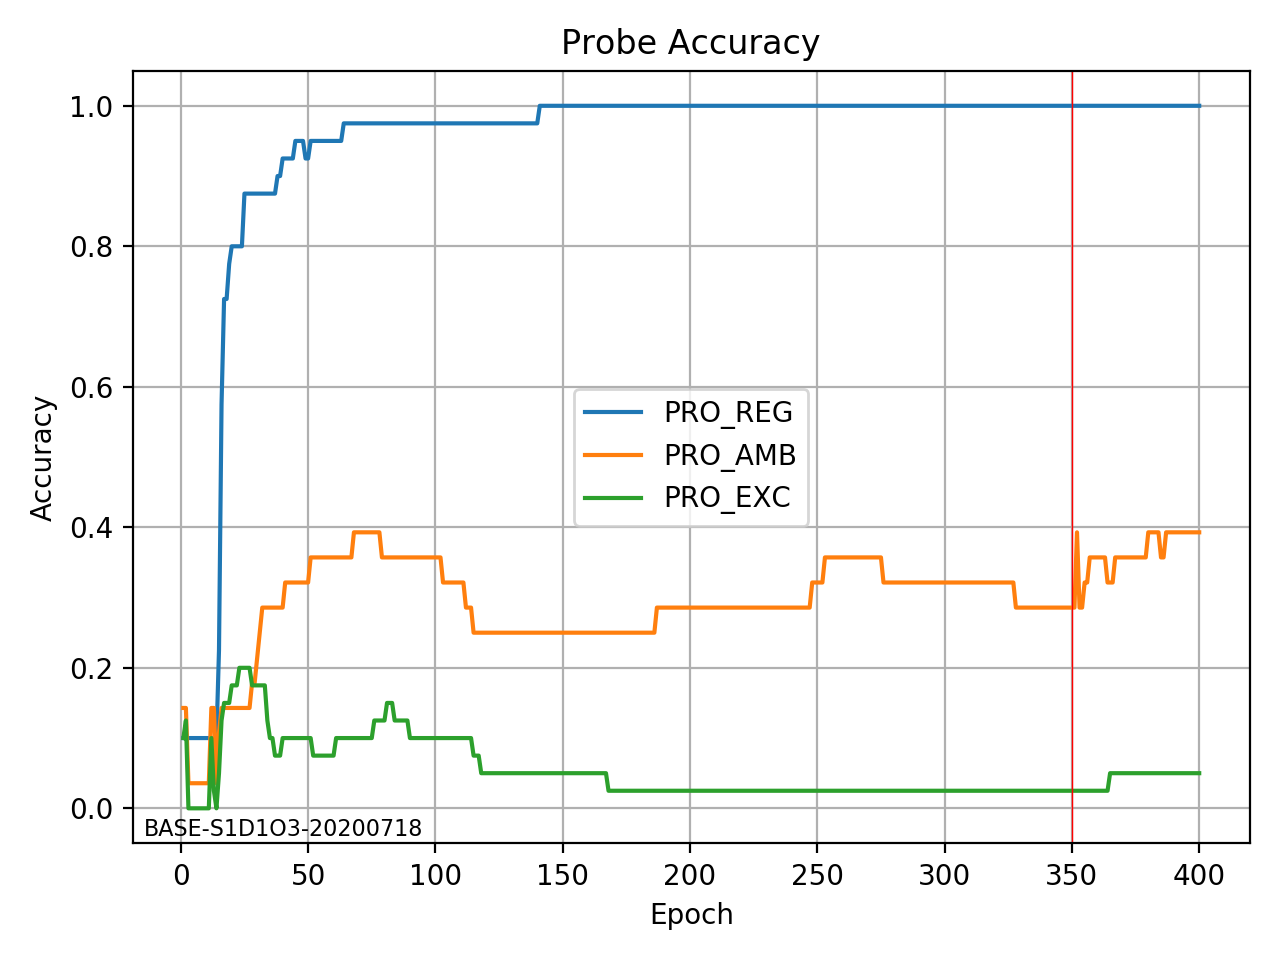 Probe Accuracy
1.0
0.8
0.6
0.4
0.2
0.0
Accuracy
PRO_REG
PRO_AMB
PRO_EXC
BASE-S1D1O3-20200718
0 50 100 150 200 250 300 350 400
Epoch